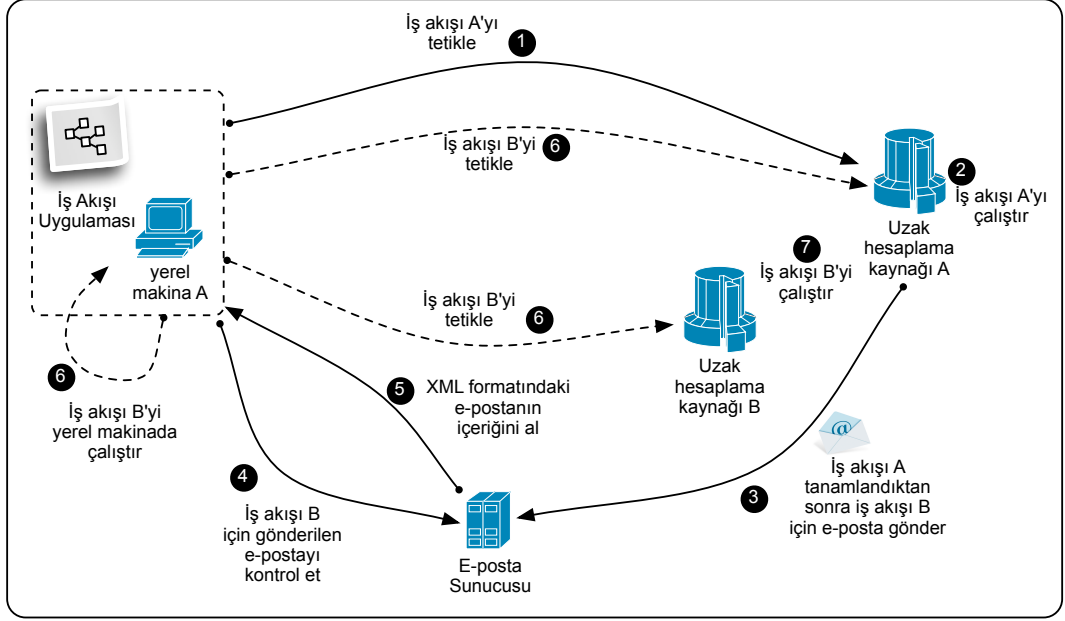 İş akışı A'yı
tetikle
1
İş akışı B'yi
tetikle
6
2
İş akışı A'yı
çalıştır
Uzak
hesaplama
kaynağı A
İş Akışı
Uygulaması
yerel
makina A
7
İş akışı B'yi
çalıştır
İş akışı B'yi
tetikle
6
Uzak
hesaplama
kaynağı B
6
İş akışı B'yi
yerel makinada
çalıştır
5
XML formatındaki
e-postanın
içeriğini al
@
3
İş akışı A
tanamlandıktan
sonra iş akışı B
için e-posta gönder
4
İş akışı B
için gönderilen
e-postayı
kontrol et
E-posta
Sunucusu